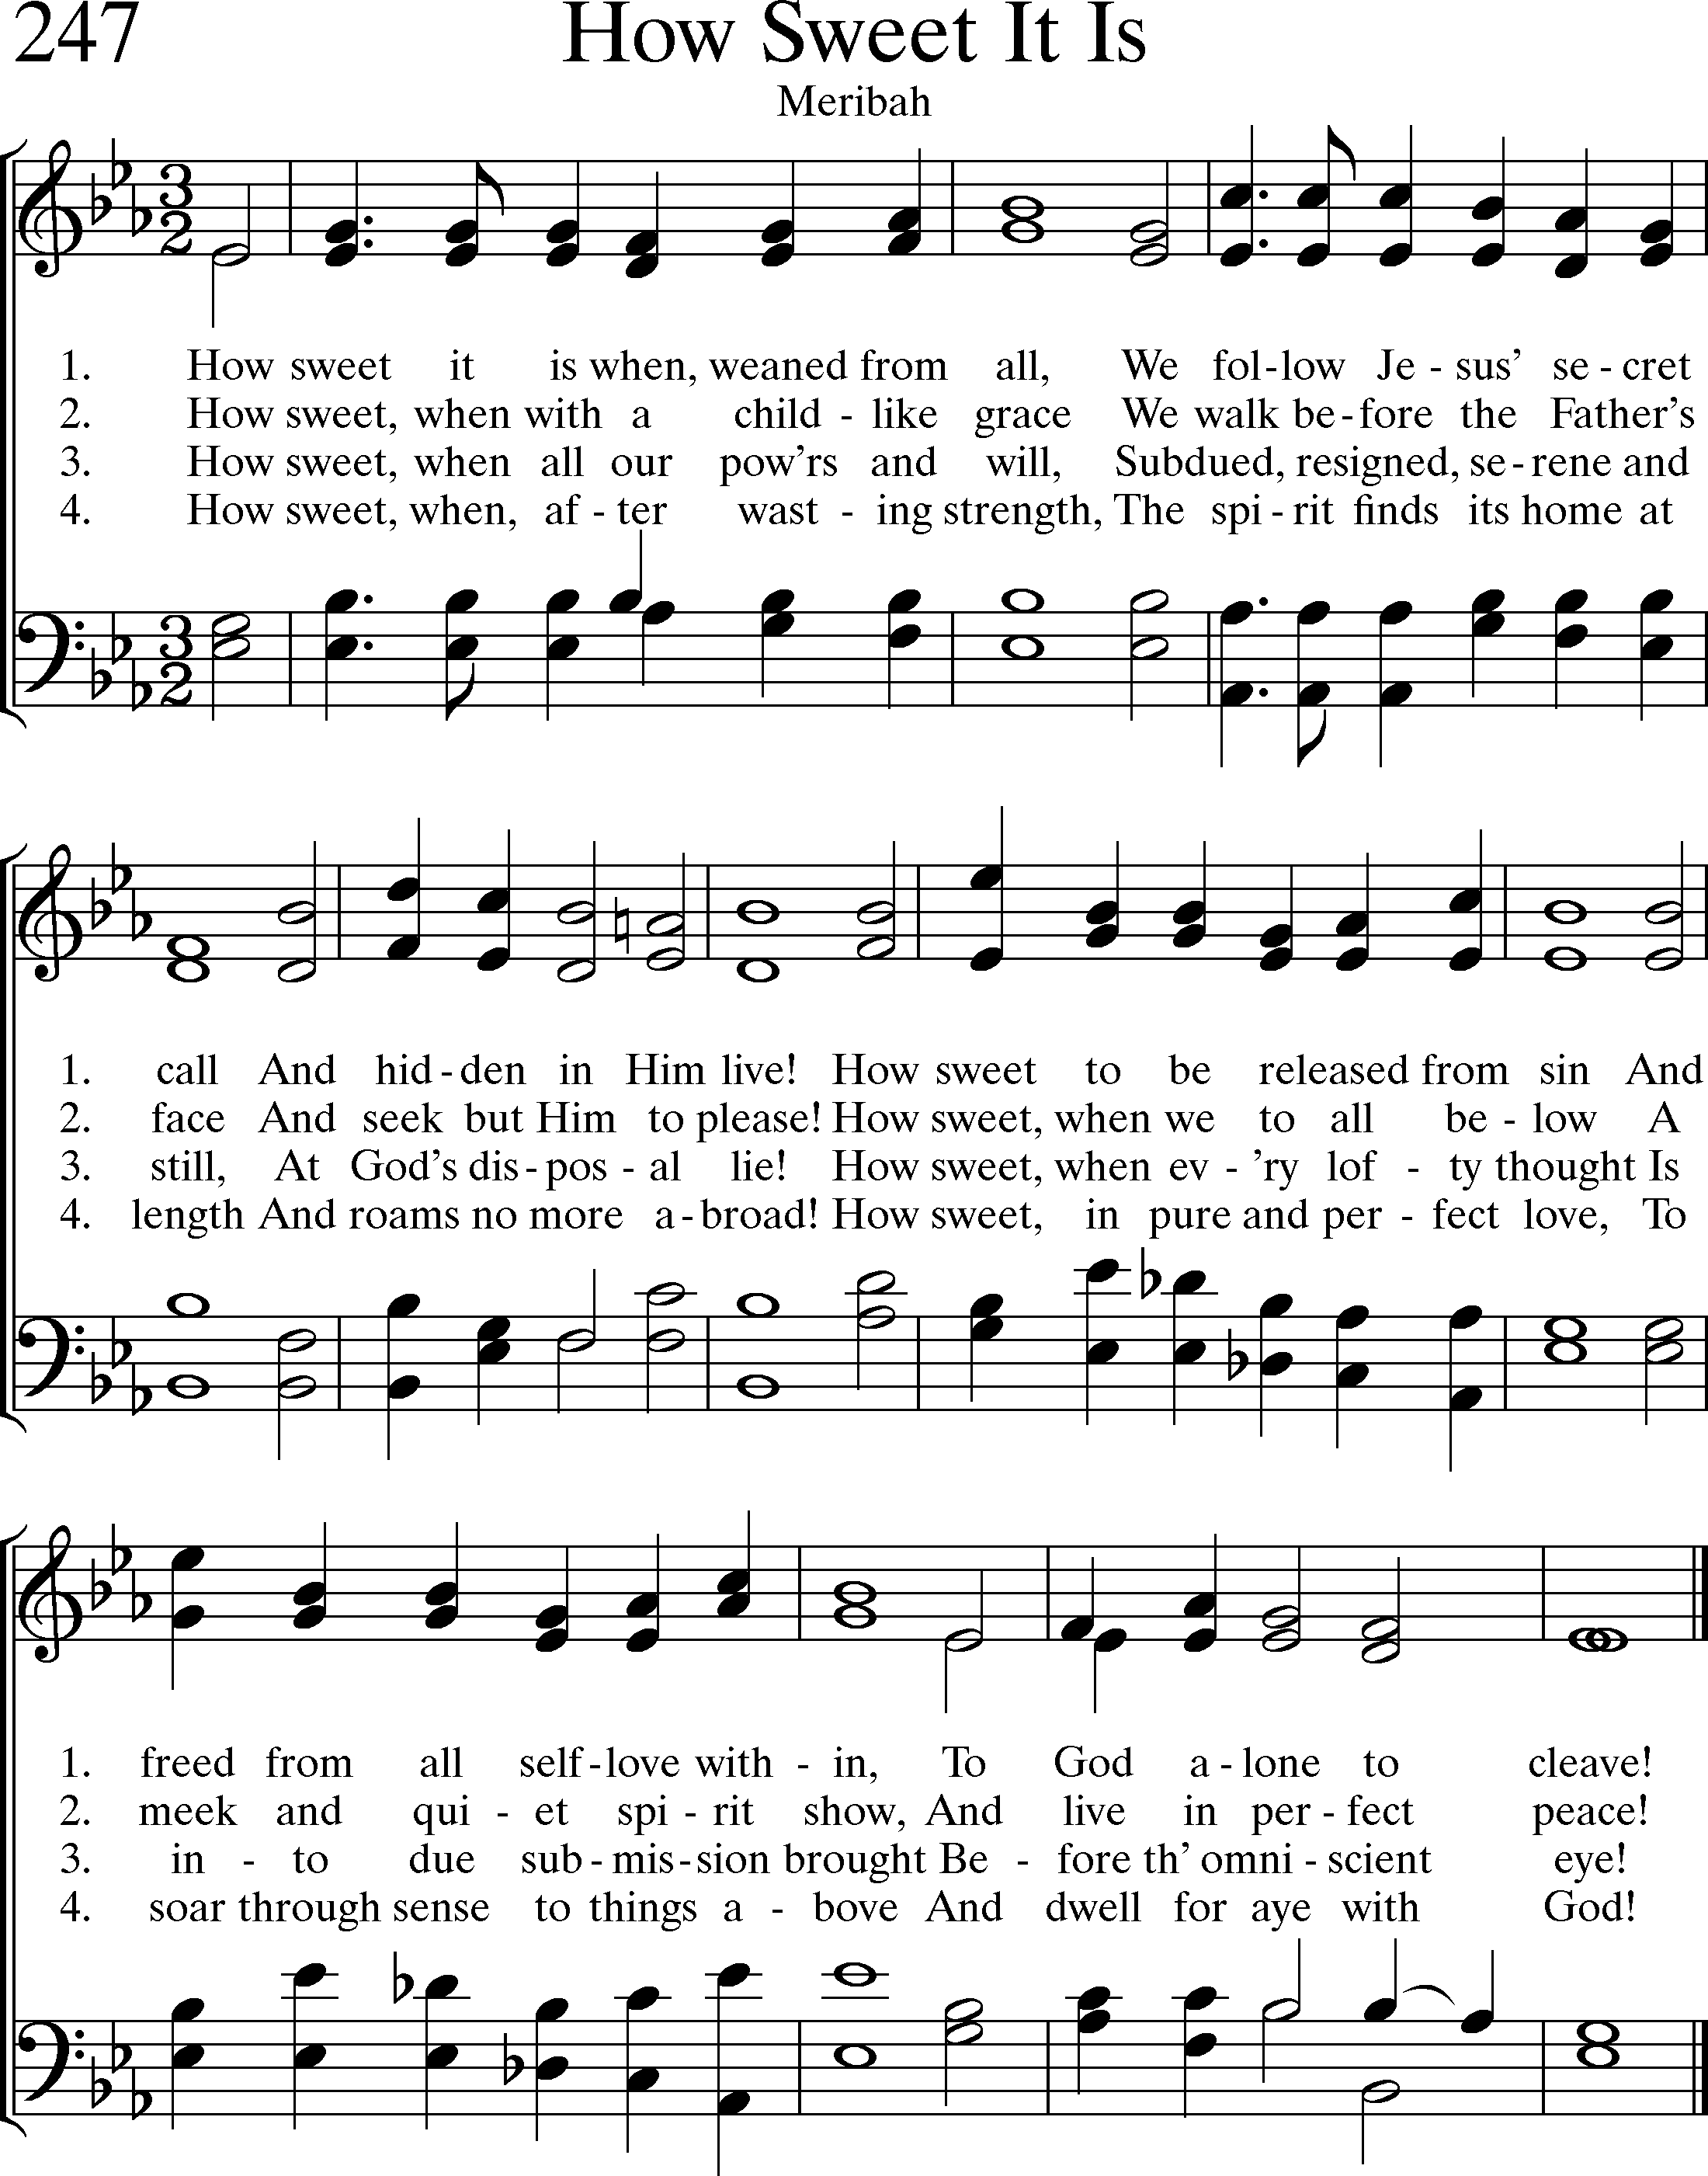 247 How Sweet It Is
Meribah
3
2
1. How sweet it is when, weaned from all, We fol - low Je - sus' se - cret
2. How sweet, when with a child - like grace We walk be - fore the Father's
3. How sweet, when all our pow'rs and will, Subdued, resigned, se - rene and
4. How sweet, when, af - ter wast - ing strength, The spi - rit finds its home at
3
2
1. call And hid - den in Him live! How sweet to be released from sin And
2. face And seek but Him to please! How sweet, when we to all be - low A
3. still, At God's dis - pos - al lie! How sweet, when ev - 'ry lof - ty thought Is
4. length And roams no more a - broad! How sweet, in pure and per - fect love, To
1. freed from all self - love with - in, To God a - lone to cleave!
2. meek and qui - et spi - rit show, And live in per - fect peace!
3. in - to due sub - mis - sion brought Be - fore th' omni - scient eye!
4. soar through sense to things a - bove And dwell for aye with God!